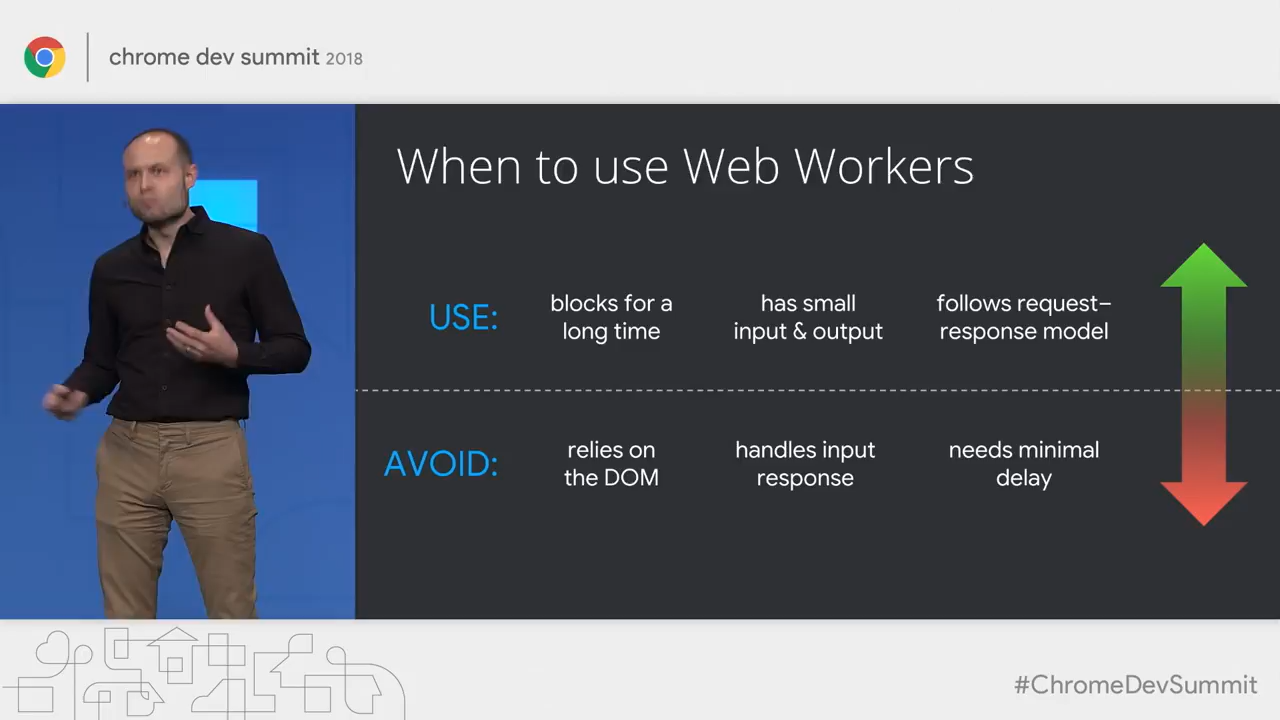 chrome dev summit 2018
When to use Web Workers
USE:
blocks for a
long time
has small
input & output
follows request–
response model
AVOID:
relies on
the DOM
handles input
response
needs minimal
delay
#ChromeDevSummit